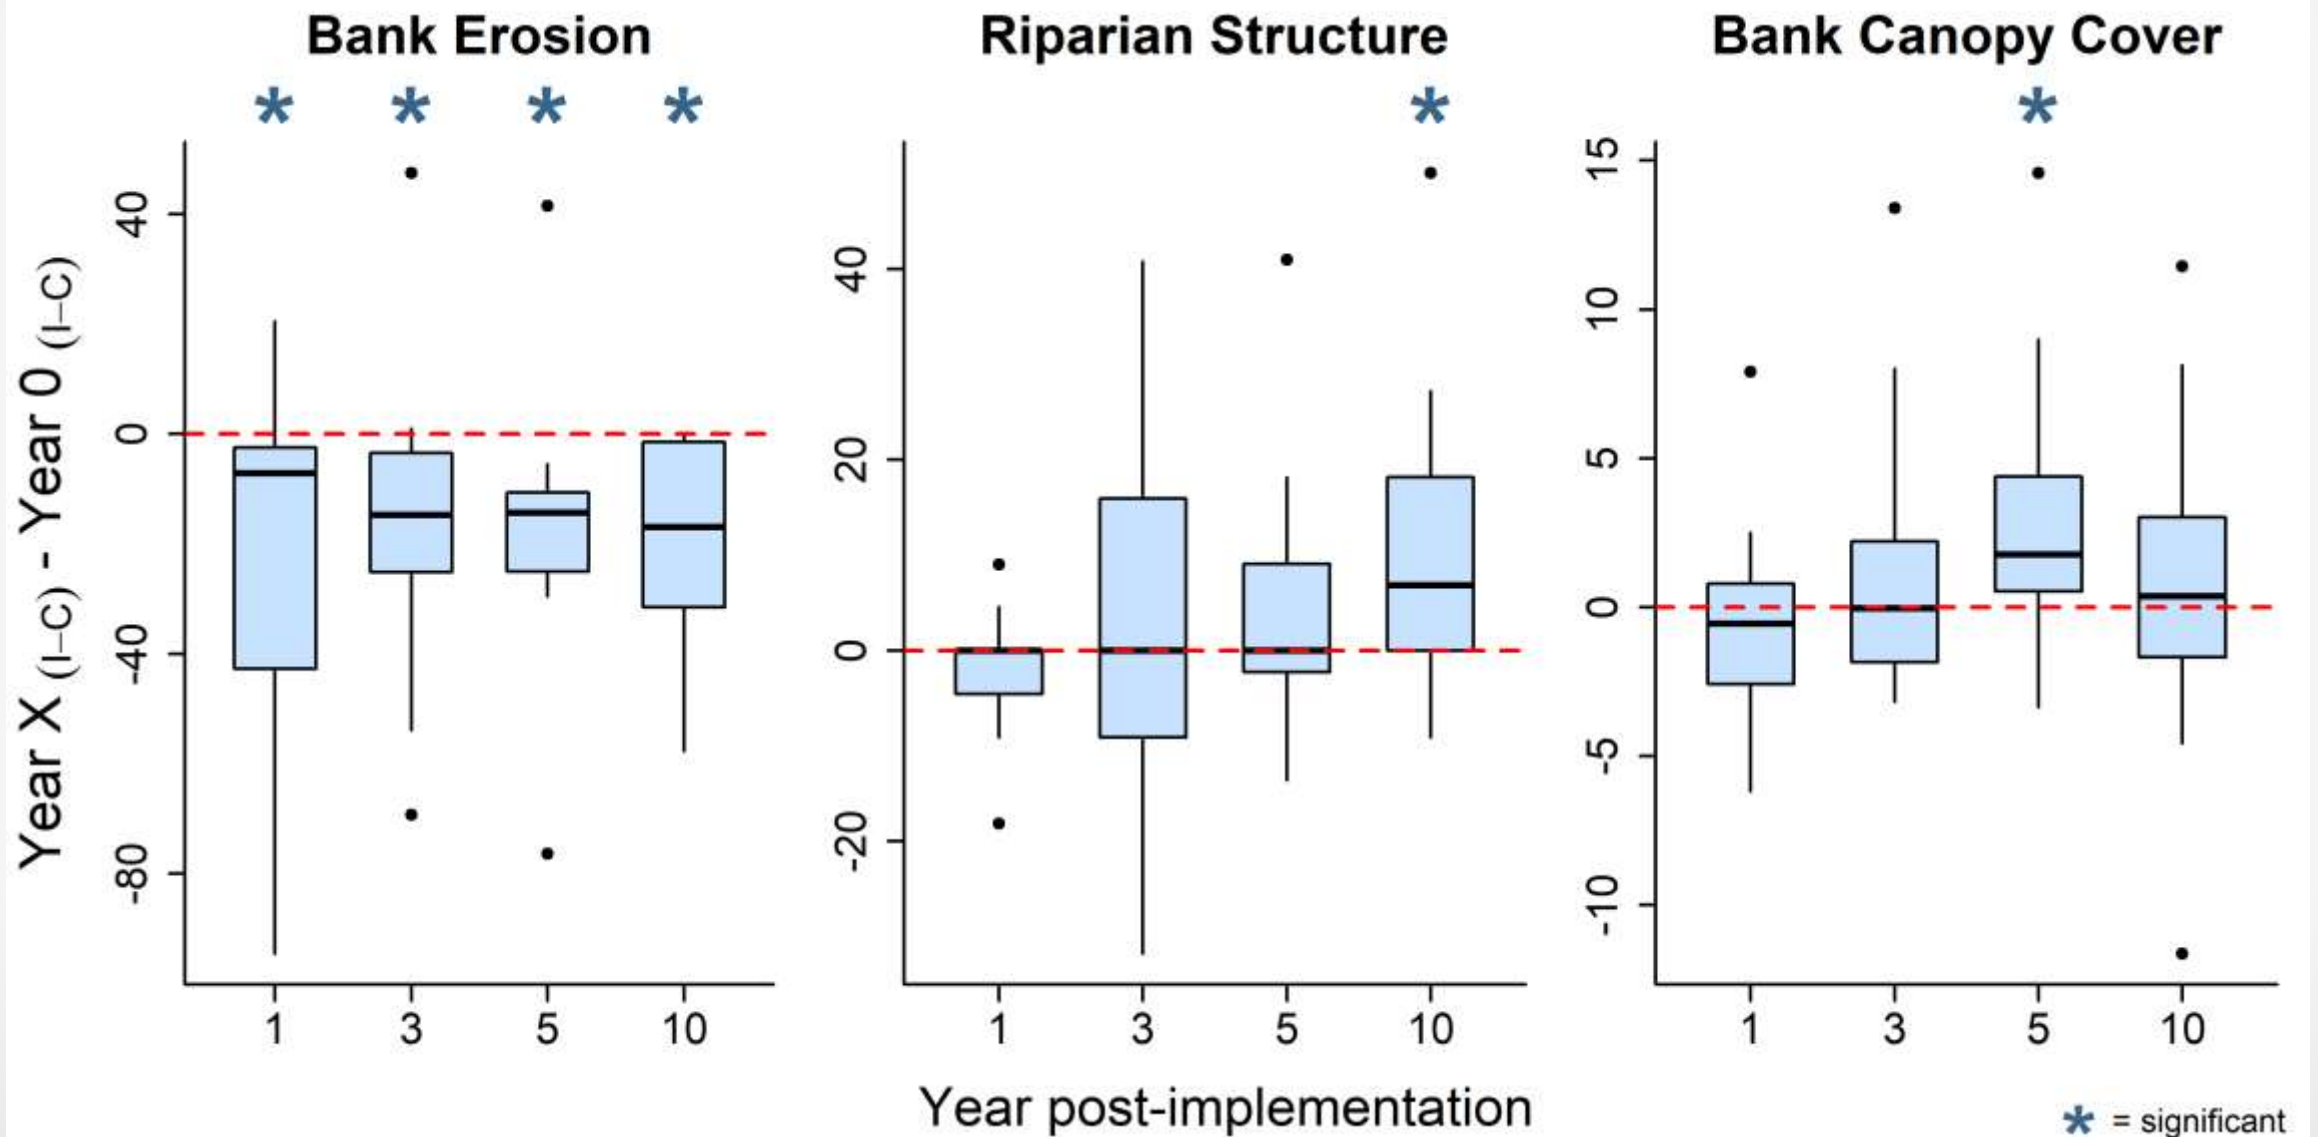 Bank Erosion
Riparian Structure
Bank Canopy Cover
* * * *
*
*
Year X (I–C) - Year 0 (I–C)
40
0
-40
-80
1 3 5 10
40
20
0
-20
1 3 5 10
15
10
5
0
-5
-10
1 3 5 10
Year post-implementation
* = significant